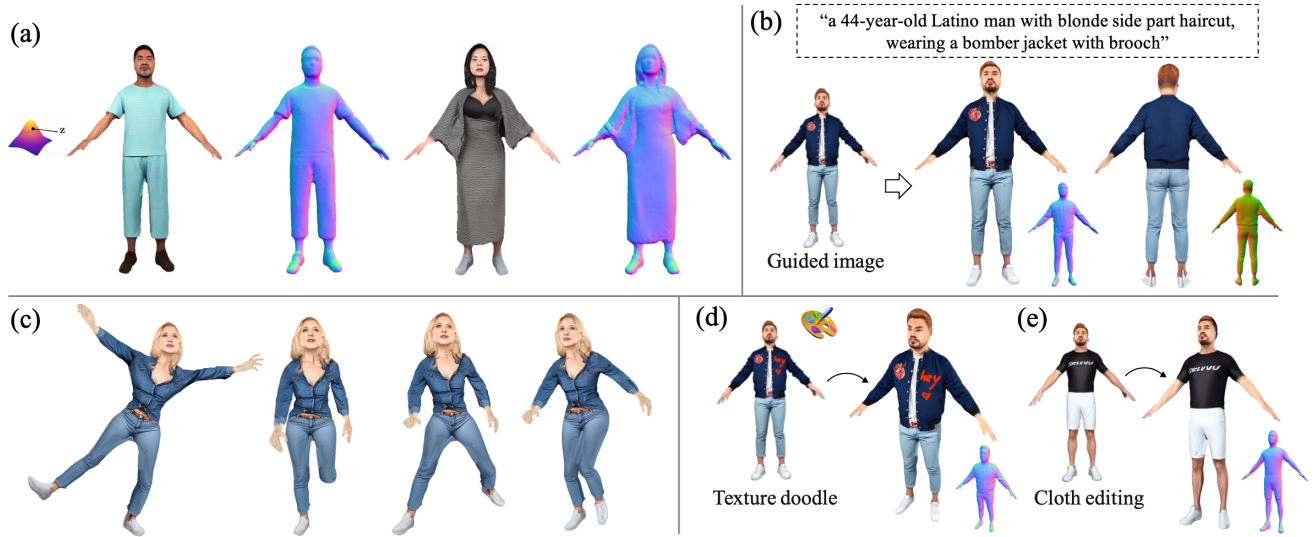 (a)
z
(b)
“a 44-year-old Latino man with blonde side part haircut,
wearing a bomber jacket with brooch”
Guided image
(c)
(d)
hey
Texture doodle
(e)
Cloth editing